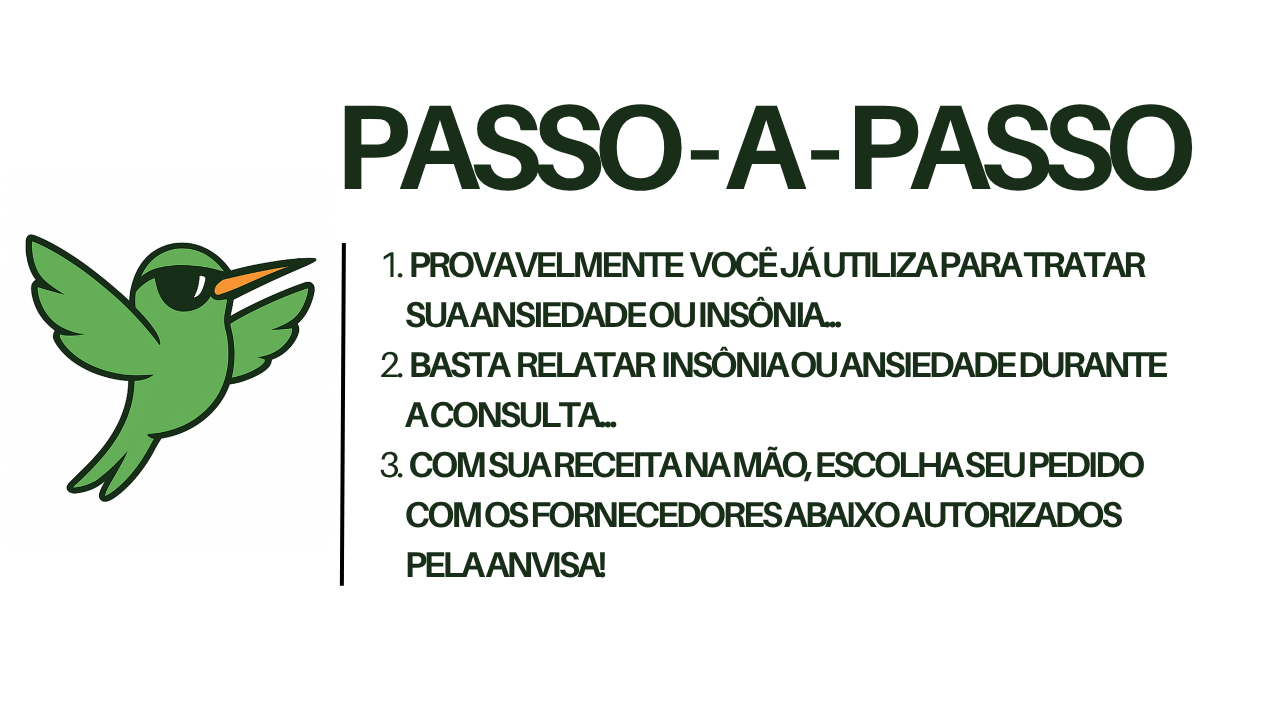 PASSO-A-PASSO
1. PROVAVELMENTE VOCÊ JÁ UTILIZA PARA TRATAR
SUA ANSIEDADE OU INSÔNIA...
2. BASTA RELATAR INSÔNIA OU ANSIEDADE DURANTE
A CONSULTA...
3. COM SUA RECEITA NA MÃO, ESCOLHA SEU PEDIDO
COM OS FORNECEDORES ABAIXO AUTORIZADOS
PELA ANVISA!